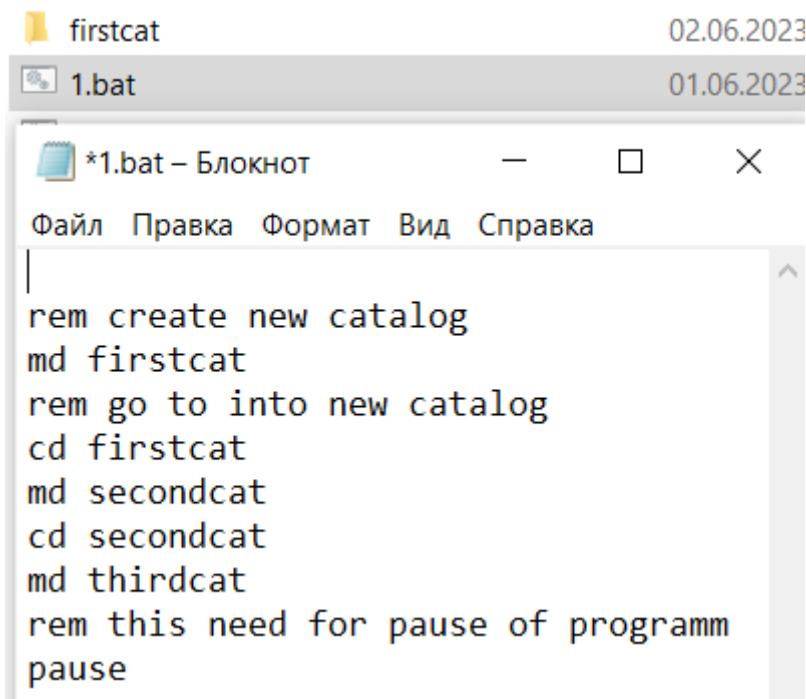 firstcat 02.06.2023
1.bat 01.06.2023
*1.bat – Блокнот
Файл Правка Формат Вид Справка
rem create new catalog
md firstcat
rem go to into new catalog
cd firstcat
md secondcat
cd secondcat
md thirdcat
rem this need for pause of programm
pause